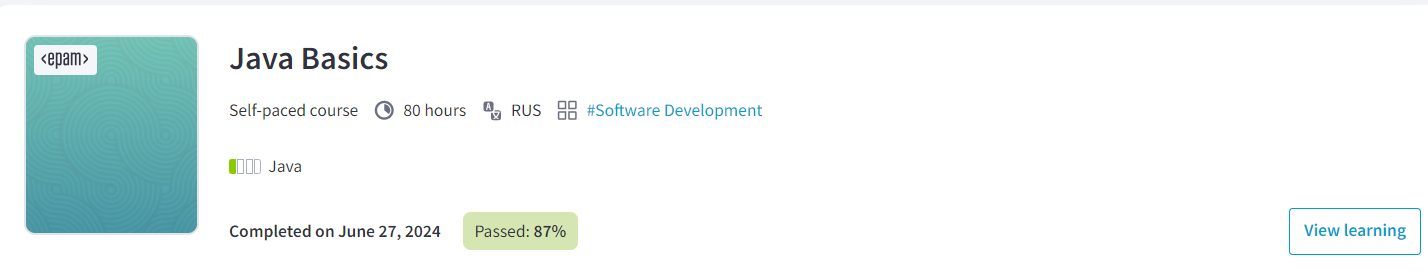 <epam>
Java Basics
Self-paced course 80 hours RUS #Software Development
Java
Completed on June 27, 2024 Passed: 87%
View learning